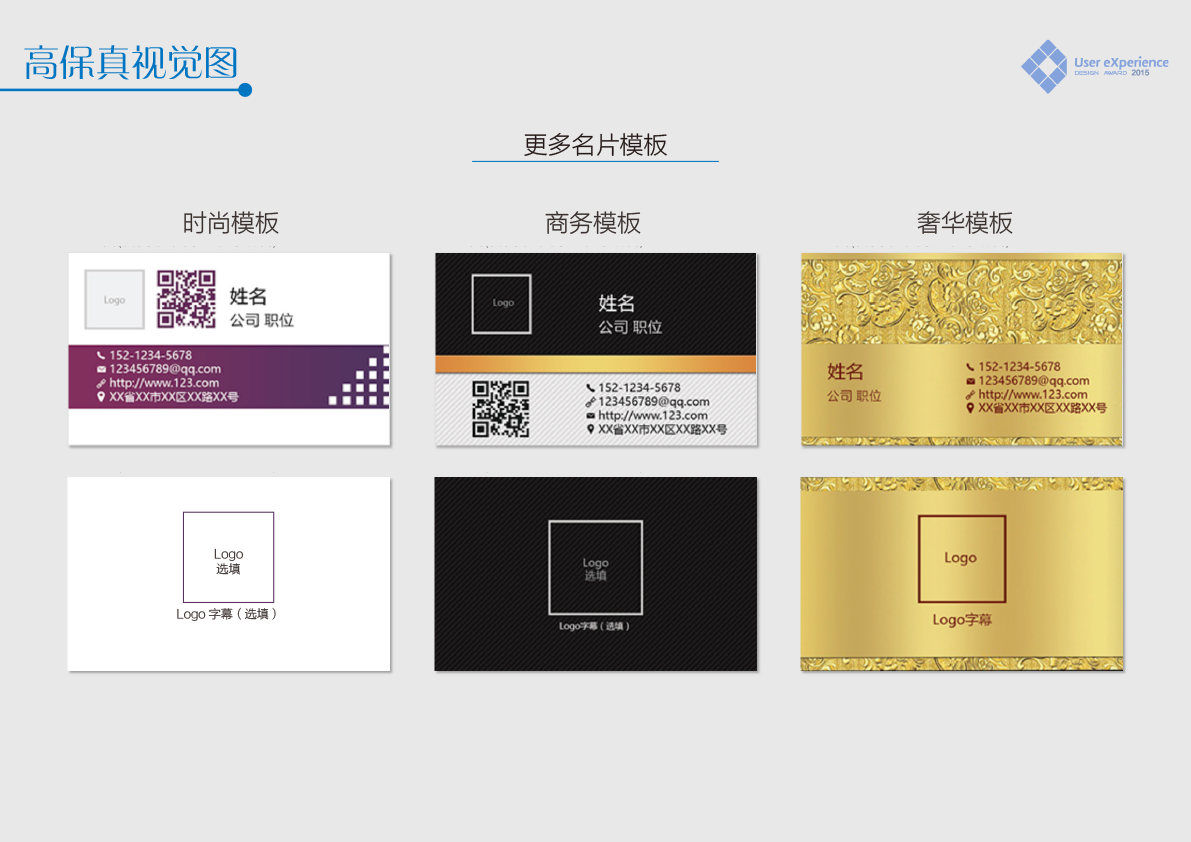 高保真视觉图
User eXperience
DESIGN AWARD 2015
更多名片模板
时尚模板
商务模板
奢华模板
Logo
姓名
公司 职位
152-1234-5678
123456789@qq.com
http://www.123.com
XX省XX市XX区XX路XX号
Logo
姓名
公司 职位
152-1234-5678
123456789@qq.com
http://www.123.com
XX省XX市XX区XX路XX号
姓名
公司 职位
152-1234-5678
123456789@qq.com
http://www.123.com
XX省XX市XX区XX路XX号
Logo
选填
Logo 字幕（选填）
Logo
选填
Logo字幕（选填）
Logo
Logo字幕